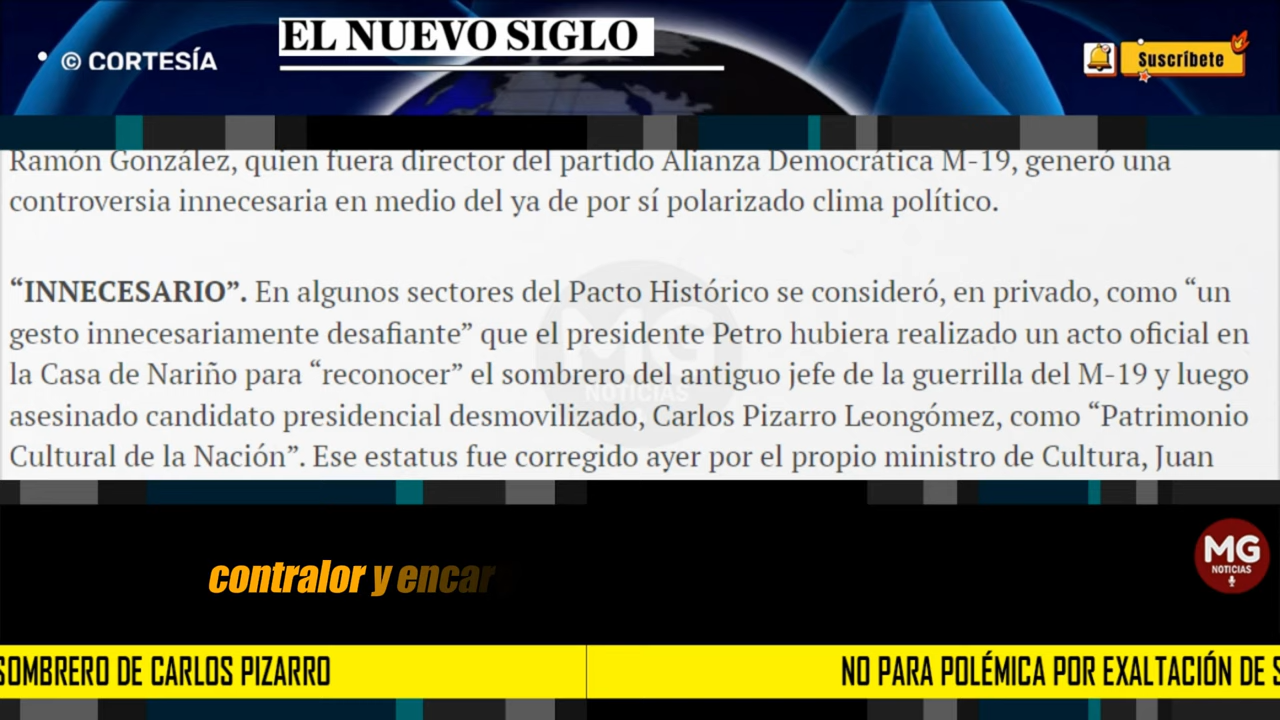 © CORTESÍA
EL NUEVO SIGLO
Suscríbete
Ramón González, quien fuera director del partido Alianza Democrática M-19, generó una
controversia innecesaria en medio del ya de por sí polarizado clima político.
“INNECESARIO”. En algunos sectores del Pacto Histórico se consideró, en privado, como “un
gesto innecesariamente desafiante” que el presidente Petro hubiera realizado un acto oficial en
la Casa de Nariño para “reconocer” el sombrero del antiguo jefe de la guerrilla del M-19 y luego
asesinado candidato presidencial desmovilizado, Carlos Pizarro Leongómez, como “Patrimonio
Cultural de la Nación”. Ese estatus fue corregido ayer por el propio ministro de Cultura, Juan
MG
NOTICIAS
contralor y encar
MG
NOTICIAS
SOMBRERO DE CARLOS PIZARRO
NO PARA POLÉMICA POR EXALTACIÓN DE S